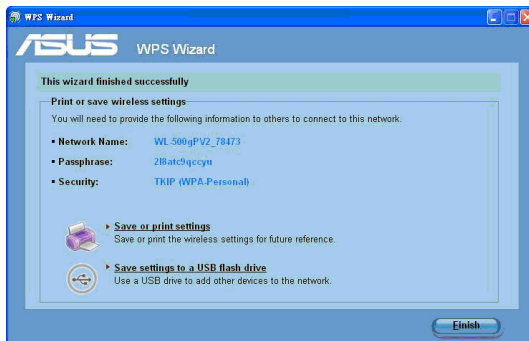 WPS Wizard
ASUS WPS Wizard
This wizard finished successfully
Print or save wireless settings
You will need to provide the following information to others to connect to this network.
▪ Network Name: WL-500gPV2_78473
▪ Passphrase: 2l8atc9qccyu
▪ Security: TKIP (WPA-Personal)
Save or print settings
Save or print the wireless settings for future reference.
Save settings to a USB flash drive
Use a USB drive to add other devices to the network.
Finish